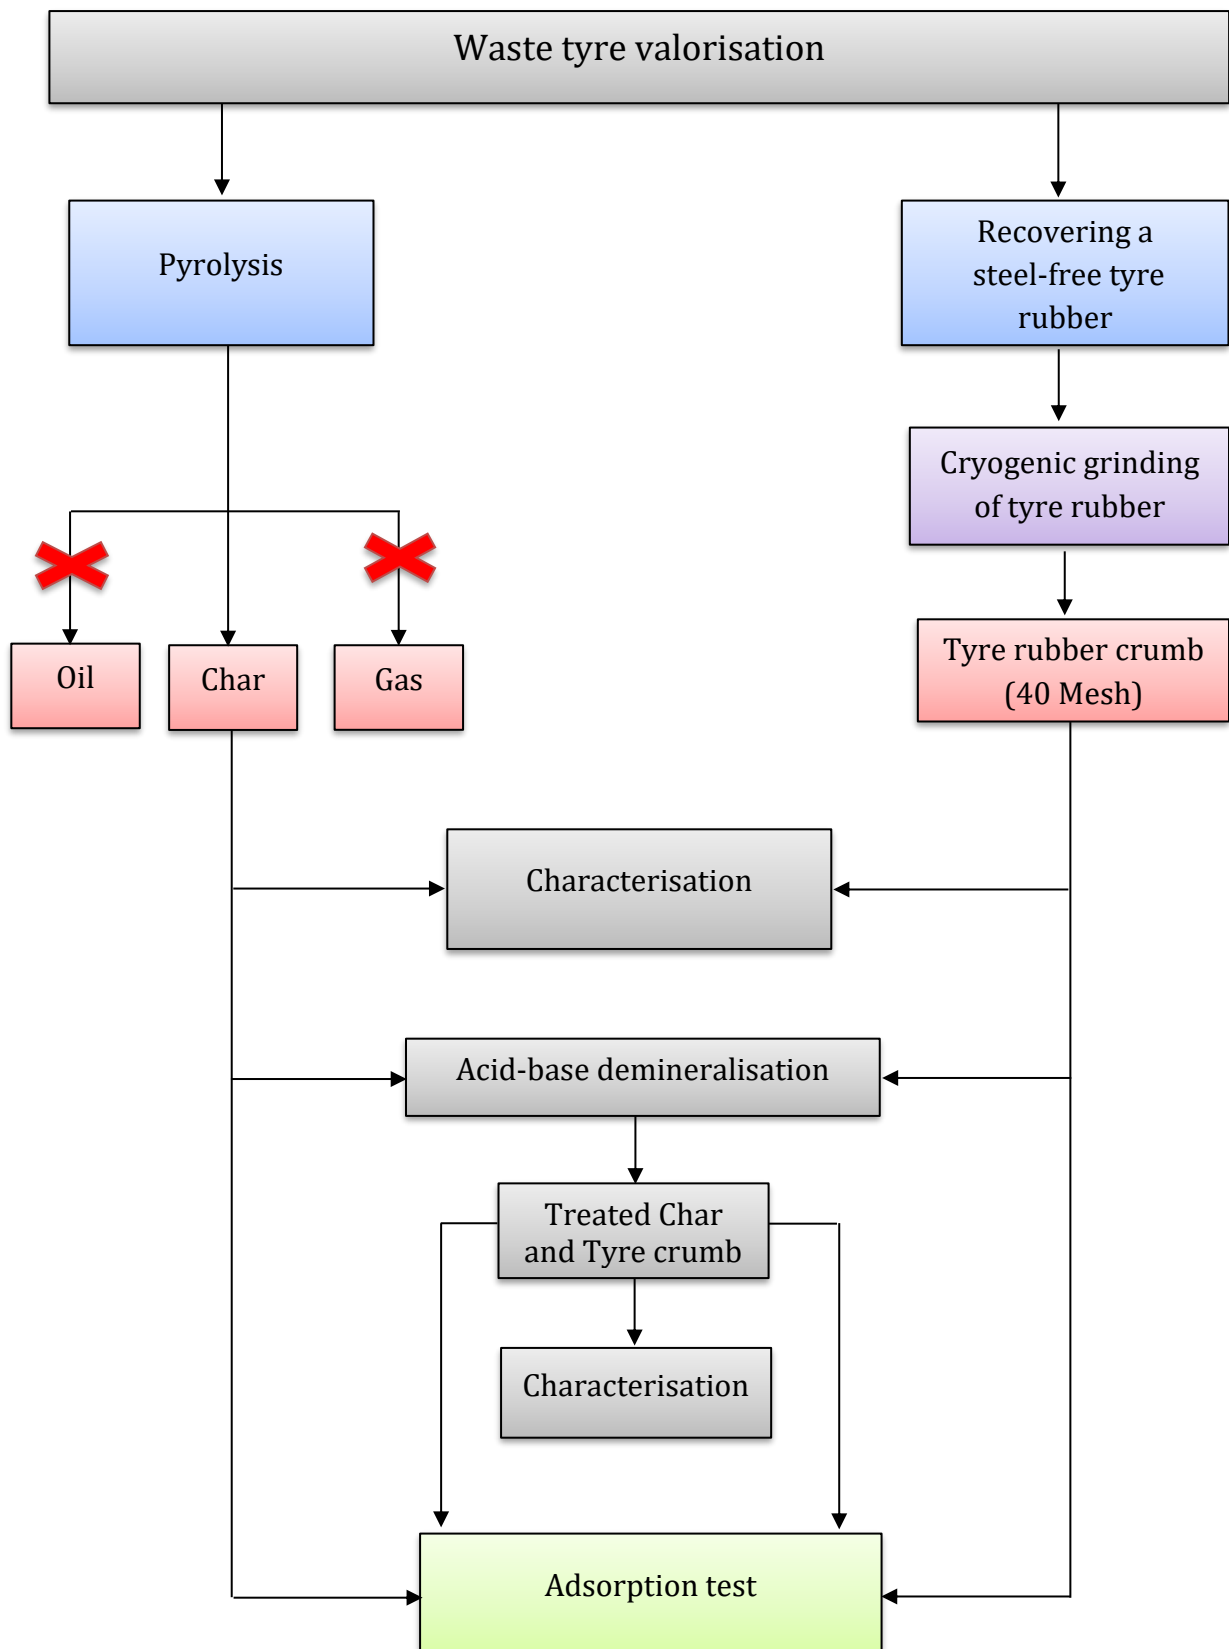 Waste tyre valorisation
Pyrolysis
Recovering a
steel-free tyre
rubber
Cryogenic grinding
of tyre rubber
Oil
Char
Gas
Tyre rubber crumb
(40 Mesh)
Characterisation
Acid-base demineralisation
Treated Char
and Tyre crumb
Characterisation
Adsorption test